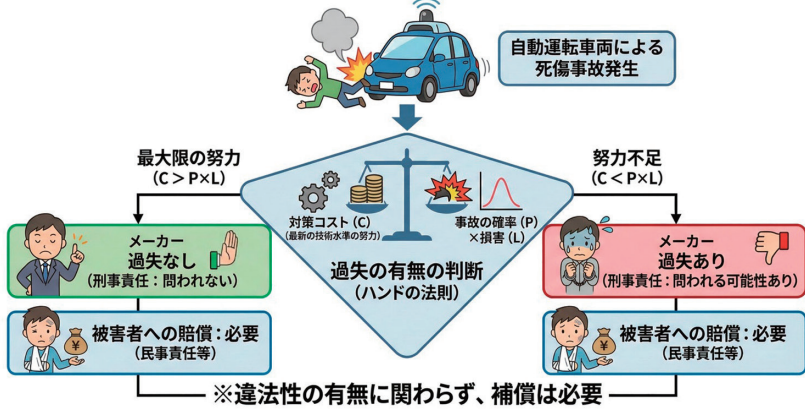 自動運転車両による
死傷事故発生
最大限の努力
(C > P×L)
努力不足
(C < P×L)
対策コスト(C)
(最新の技術水準の努力)
事故の確率(P)
×損害(L)
過失の有無の判断
(ハンドの法則)
メーカー
過失なし
(刑事責任:問われない)
メーカー
過失あり
(刑事責任:問われる可能性あり)
¥
被害者への賠償:必要
(民事責任等)
¥
被害者への賠償:必要
(民事責任等)
※違法性の有無に関わらず、補償は必要